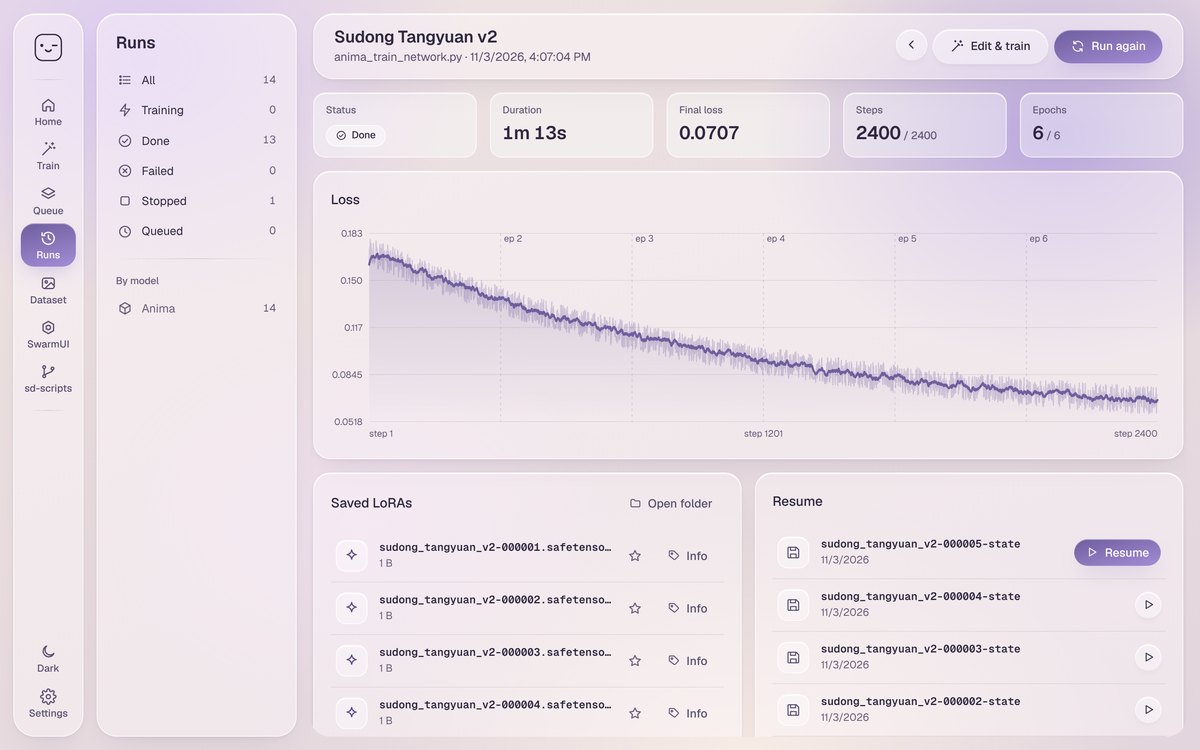 Home
Train
Queue
Runs
Dataset
SwarmUI
sd-scripts
Dark
Settings
Runs
All 14
Training 0
Done 13
Failed 0
Stopped 1
Queued 0
By model
Anima 14
Sudong Tangyuan v2
anima_train_network.py · 11/3/2026, 4:07:04 PM
Edit & train
Run again
Status
Done
Duration
1m 13s
Final loss
0.0707
Steps
2400 / 2400
Epochs
6 / 6
Loss
0.183
0.150
0.117
0.0845
0.0518
ep 2
ep 3
ep 4
ep 5
ep 6
step 1
step 1201
step 2400
Saved LoRAs
Open folder
sudong_tangyuan_v2-000001.safetenso…
1 B
Info
sudong_tangyuan_v2-000002.safetenso…
1 B
Info
sudong_tangyuan_v2-000003.safetenso…
1 B
Info
sudong_tangyuan_v2-000004.safetenso…
1 B
Info
Resume
sudong_tangyuan_v2-000005-state
11/3/2026
Resume
sudong_tangyuan_v2-000004-state
11/3/2026
sudong_tangyuan_v2-000003-state
11/3/2026
sudong_tangyuan_v2-000002-state
11/3/2026